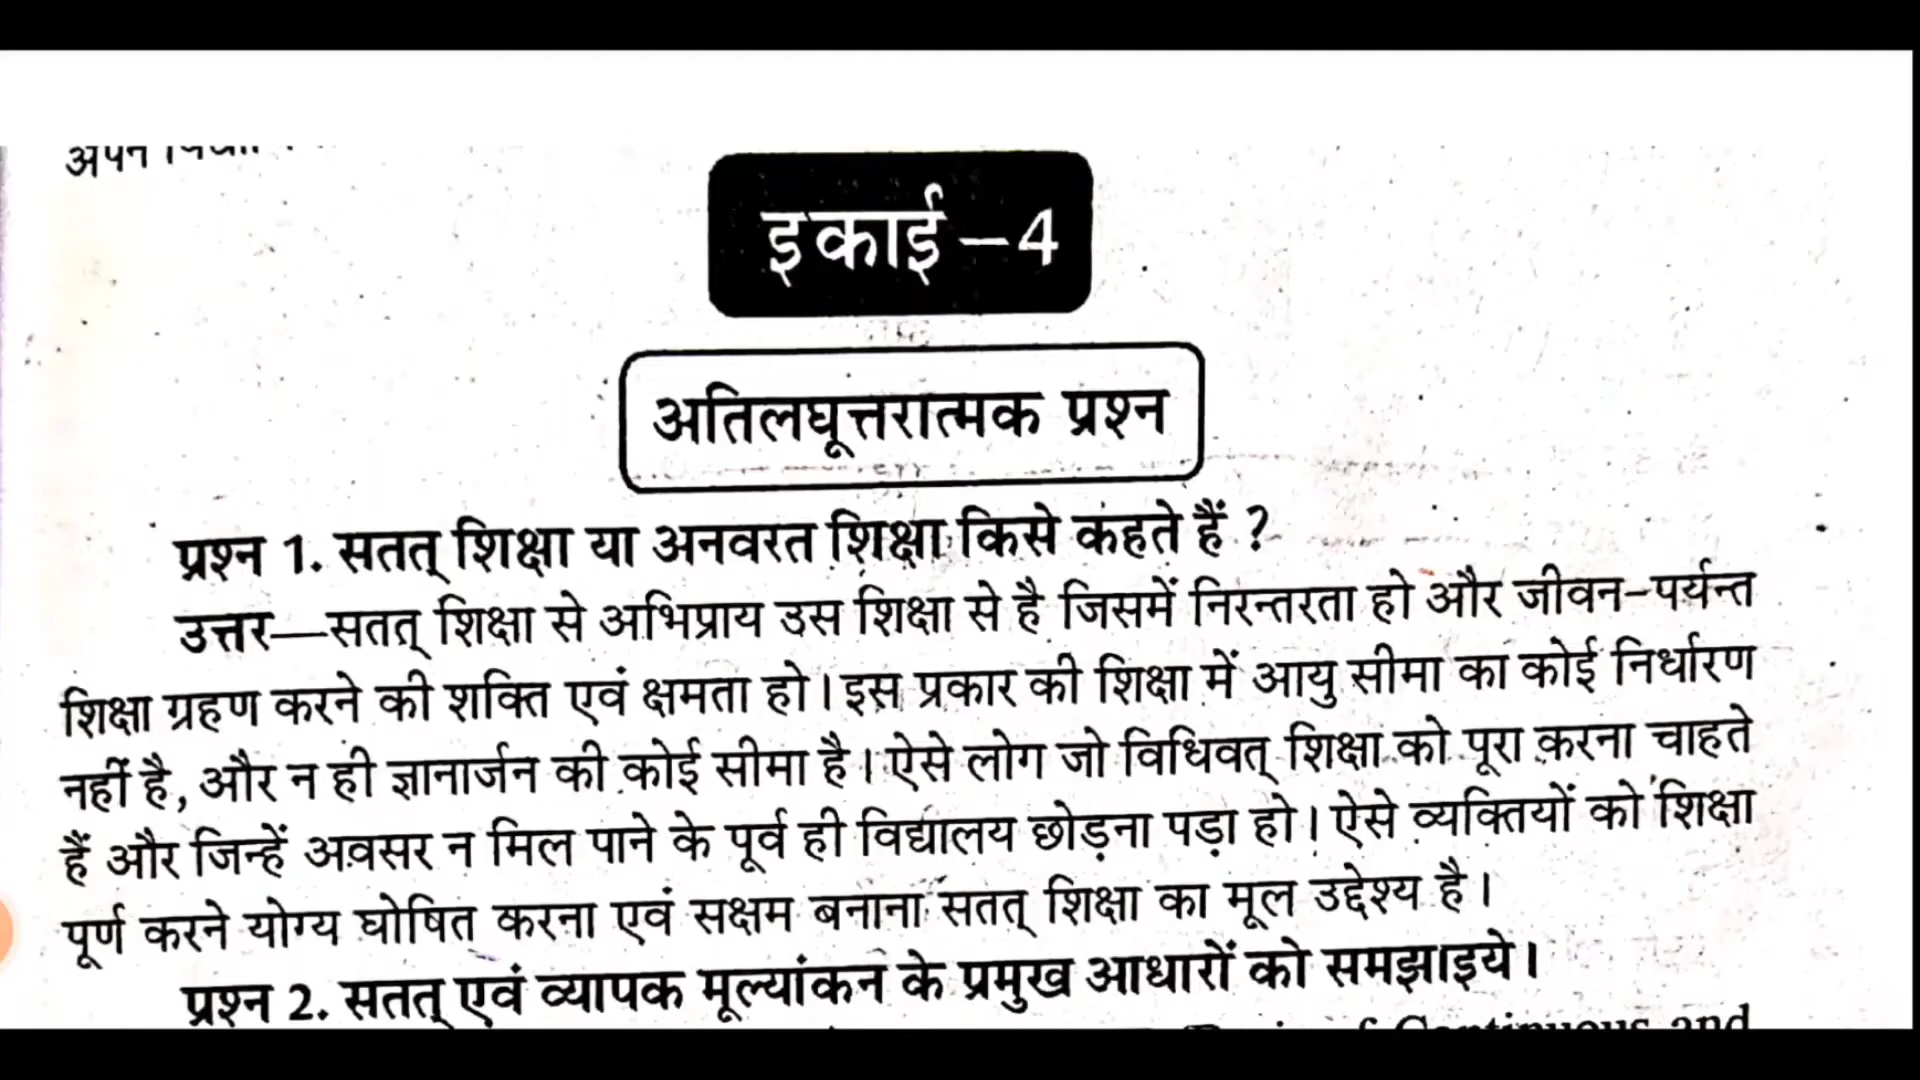 अपने
इकाई–4
अतिलघूत्तरात्मक प्रश्न
प्रश्न 1. सतत् शिक्षा या अनवरत शिक्षा किसे कहते हैं ?
उत्तर—सतत् शिक्षा से अभिप्राय उस शिक्षा से है जिसमें निरन्तरता हो और जीवन-पर्यन्त
शिक्षा ग्रहण करने की शक्ति एवं क्षमता हो। इस प्रकार की शिक्षा में आयु सीमा का कोई निर्धारण
नहीं है, और न ही ज्ञानार्जन की कोई सीमा है। ऐसे लोग जो विधिवत् शिक्षा को पूरा करना चाहते
हैं और जिन्हें अवसर न मिल पाने के पूर्व ही विद्यालय छोड़ना पड़ा हो। ऐसे व्यक्तियों को शिक्षा
पूर्ण करने योग्य घोषित करना एवं सक्षम बनाना सतत् शिक्षा का मूल उद्देश्य है।
प्रश्न 2. सतत् एवं व्यापक मूल्यांकन के प्रमुख आधारों को समझाइये।
of Continuous and